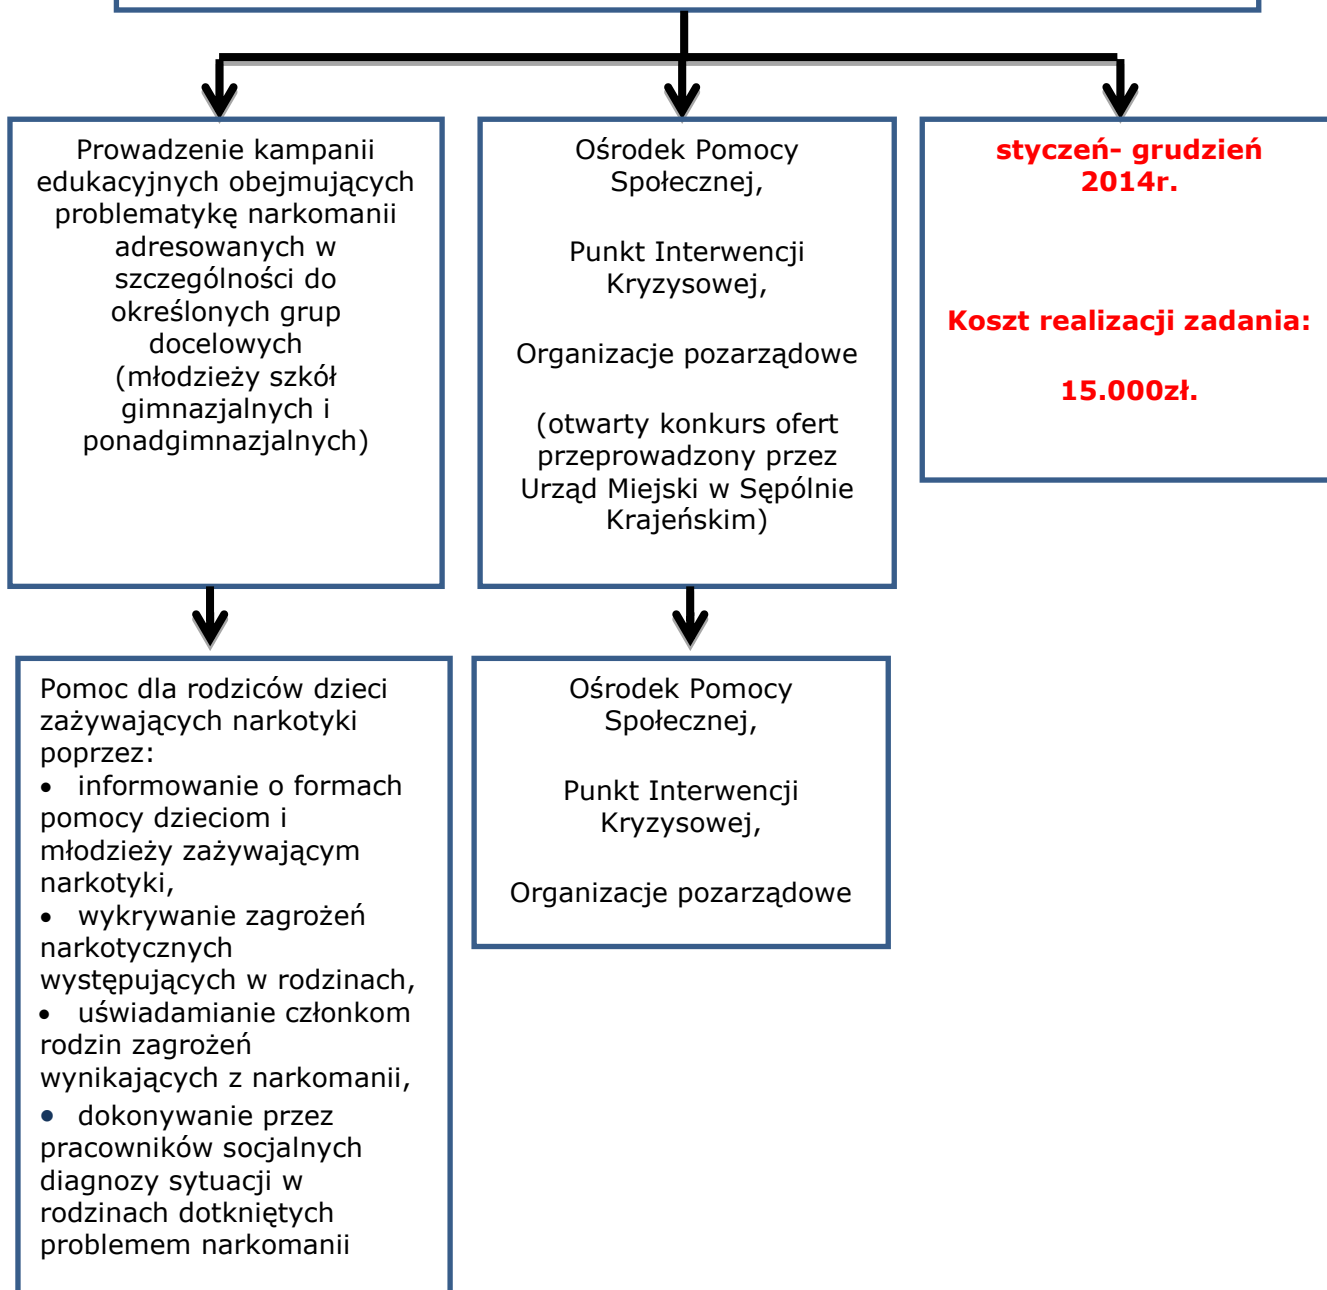 Prowadzenie kampanii
edukacyjnych obejmujących
problematykę narkomanii
adresowanych w
szczególności do
określonych grup
docelowych
(młodzieży szkół
gimnazjalnych i
ponadgimnazjalnych)
Ośrodek Pomocy
Społecznej,
Punkt Interwencji
Kryzysowej,
Organizacje pozarządowe
(otwarty konkurs ofert
przeprowadzony przez
Urząd Miejski w Sępólnie
Krajeńskim)
styczeń- grudzień
2014r.
Koszt realizacji zadania:
15.000zł.
Pomoc dla rodziców dzieci
zażywających narkotyki
poprzez:
• informowanie o formach
pomocy dzieciom i
młodzieży zażywającym
narkotyki,
• wykrywanie zagrożeń
narkotycznych
występujących w rodzinach,
• uświadamianie członkom
rodzin zagrożeń
wynikających z narkomanii,
• dokonywanie przez
pracowników socjalnych
diagnozy sytuacji w
rodzinach dotkniętych
problemem narkomanii
Ośrodek Pomocy
Społecznej,
Punkt Interwencji
Kryzysowej,
Organizacje pozarządowe